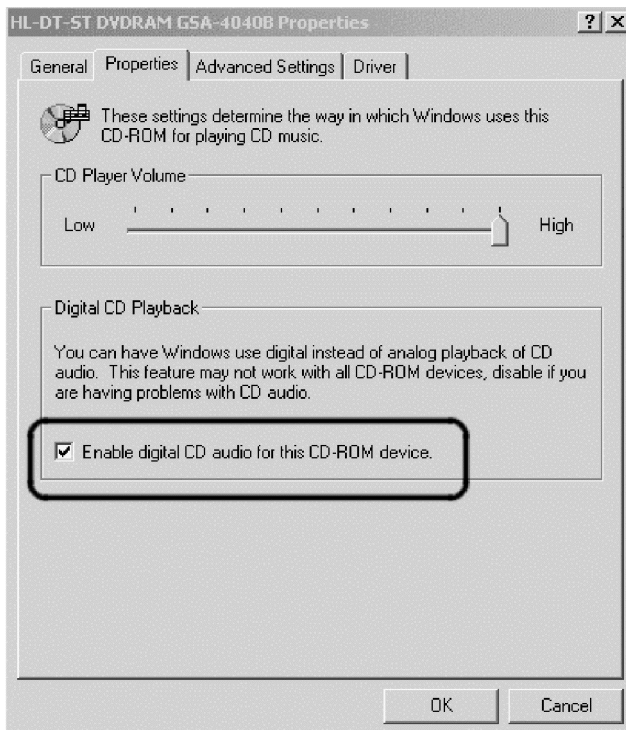 HL-DT-ST DVDRAM GSA-4040B Properties
General Properties Advanced Settings Driver
These settings determine the way in which Windows uses this
CD-ROM for playing CD music.
CD Player Volume
Low High
Digital CD Playback
You can have Windows use digital instead of analog playback of CD
audio. This feature may not work with all CD-ROM devices, disable if you
are having problems with CD audio.
Enable digital CD audio for this CD-ROM device.
OK Cancel